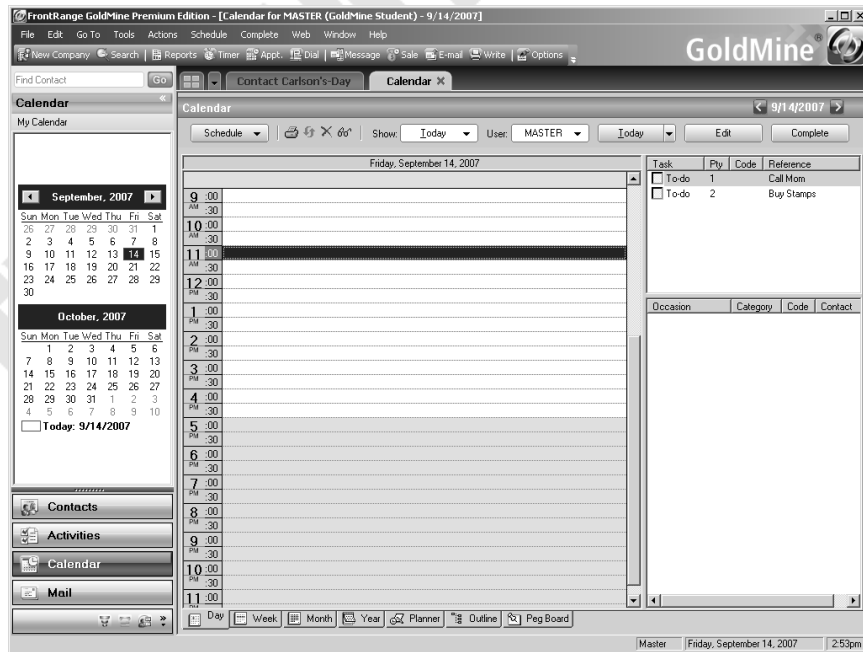 FrontRange GoldMine Premium Edition - [Calendar for MASTER (GoldMine Student) - 9/14/2007]
File Edit Go To Tools Actions Schedule Complete Web Window Help
New Company Search Reports Timer Appt. Dial Message Sale E-mail Write Options
GoldMine®
Find Contact Go
Contact Carlson's-Day Calendar
Calendar
My Calendar
Calendar 9/14/2007
Schedule Show: Today User: MASTER Today Edit Complete
September, 2007
Sun Mon Tue Wed Thu Fri Sat
26 27 28 29 30 31 1
2 3 4 5 6 7 8
9 10 11 12 13 14 15
16 17 18 19 20 21 22
23 24 25 26 27 28 29
30
October, 2007
Sun Mon Tue Wed Thu Fri Sat
1 2 3 4 5 6
7 8 9 10 11 12 13
14 15 16 17 18 19 20
21 22 23 24 25 26 27
28 29 30 31 1 2 3
4 5 6 7 8 9 10
Today: 9/14/2007
Contacts
Activities
Calendar
Mail
Friday, September 14, 2007
9 :00
AM :30
10 :00
AM :30
11 :00
AM :30
12 :00
PM :30
1 :00
PM :30
2 :00
PM :30
3 :00
PM :30
4 :00
PM :30
5 :00
PM :30
6 :00
PM :30
7 :00
PM :30
8 :00
PM :30
9 :00
PM :30
10 :00
PM :30
11 :00
Day Week Month Year Planner Outline Peg Board
Task Pty Code Reference
To-do 1 Call Mom
To-do 2 Buy Stamps
Occasion Category Code Contact
Master Friday, September 14, 2007 2:53pm